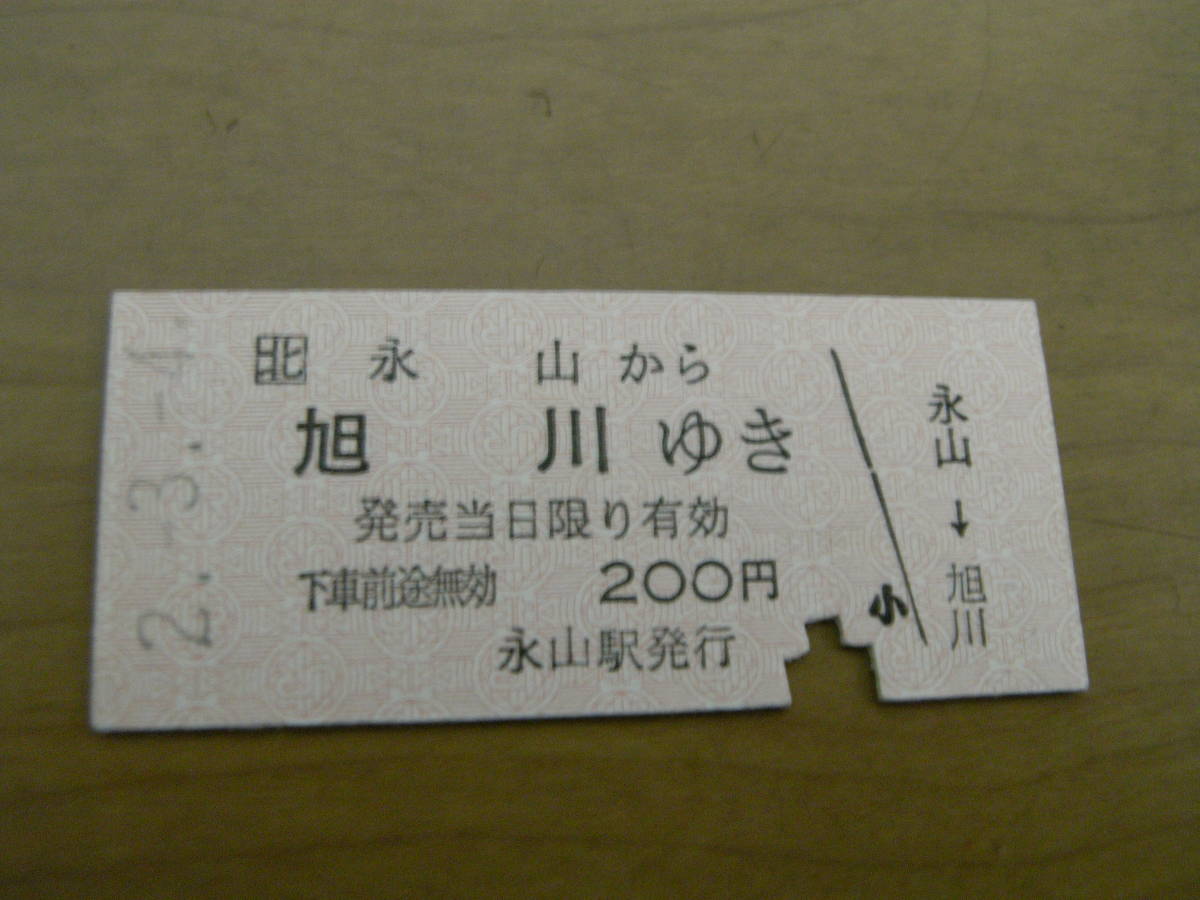 2.-3.-4.
北 永山から
旭川ゆき
発売当日限り有効
下車前途無効 200円
永山駅発行
小
永山→旭川